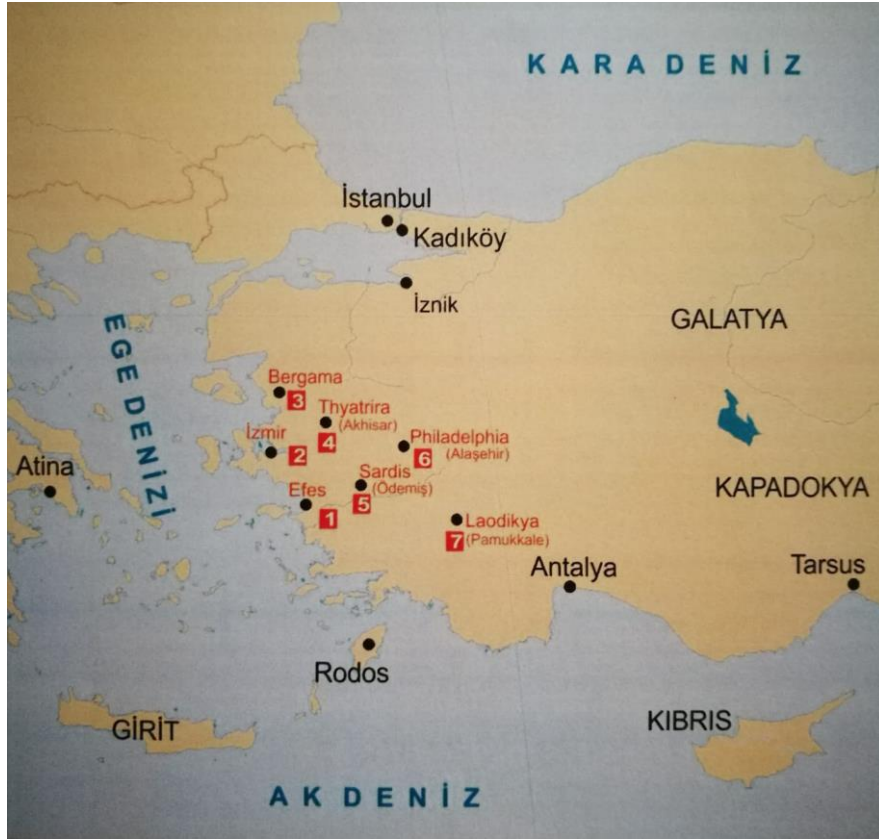 KARADENİZ
İstanbul
Kadıköy
İznik
GALATYA
EGE DENİZİ
Bergama
3
Thyatrira
(Akhisar)
4
İzmir
2
Philadelphia
(Alaşehir)
6
Atina
Sardis
(Ödemiş)
5
KAPADOKYA
Efes
1
Laodikya
7 (Pamukkale)
Antalya
Tarsus
Rodos
GİRİT
KIBRIS
AKDENİZ